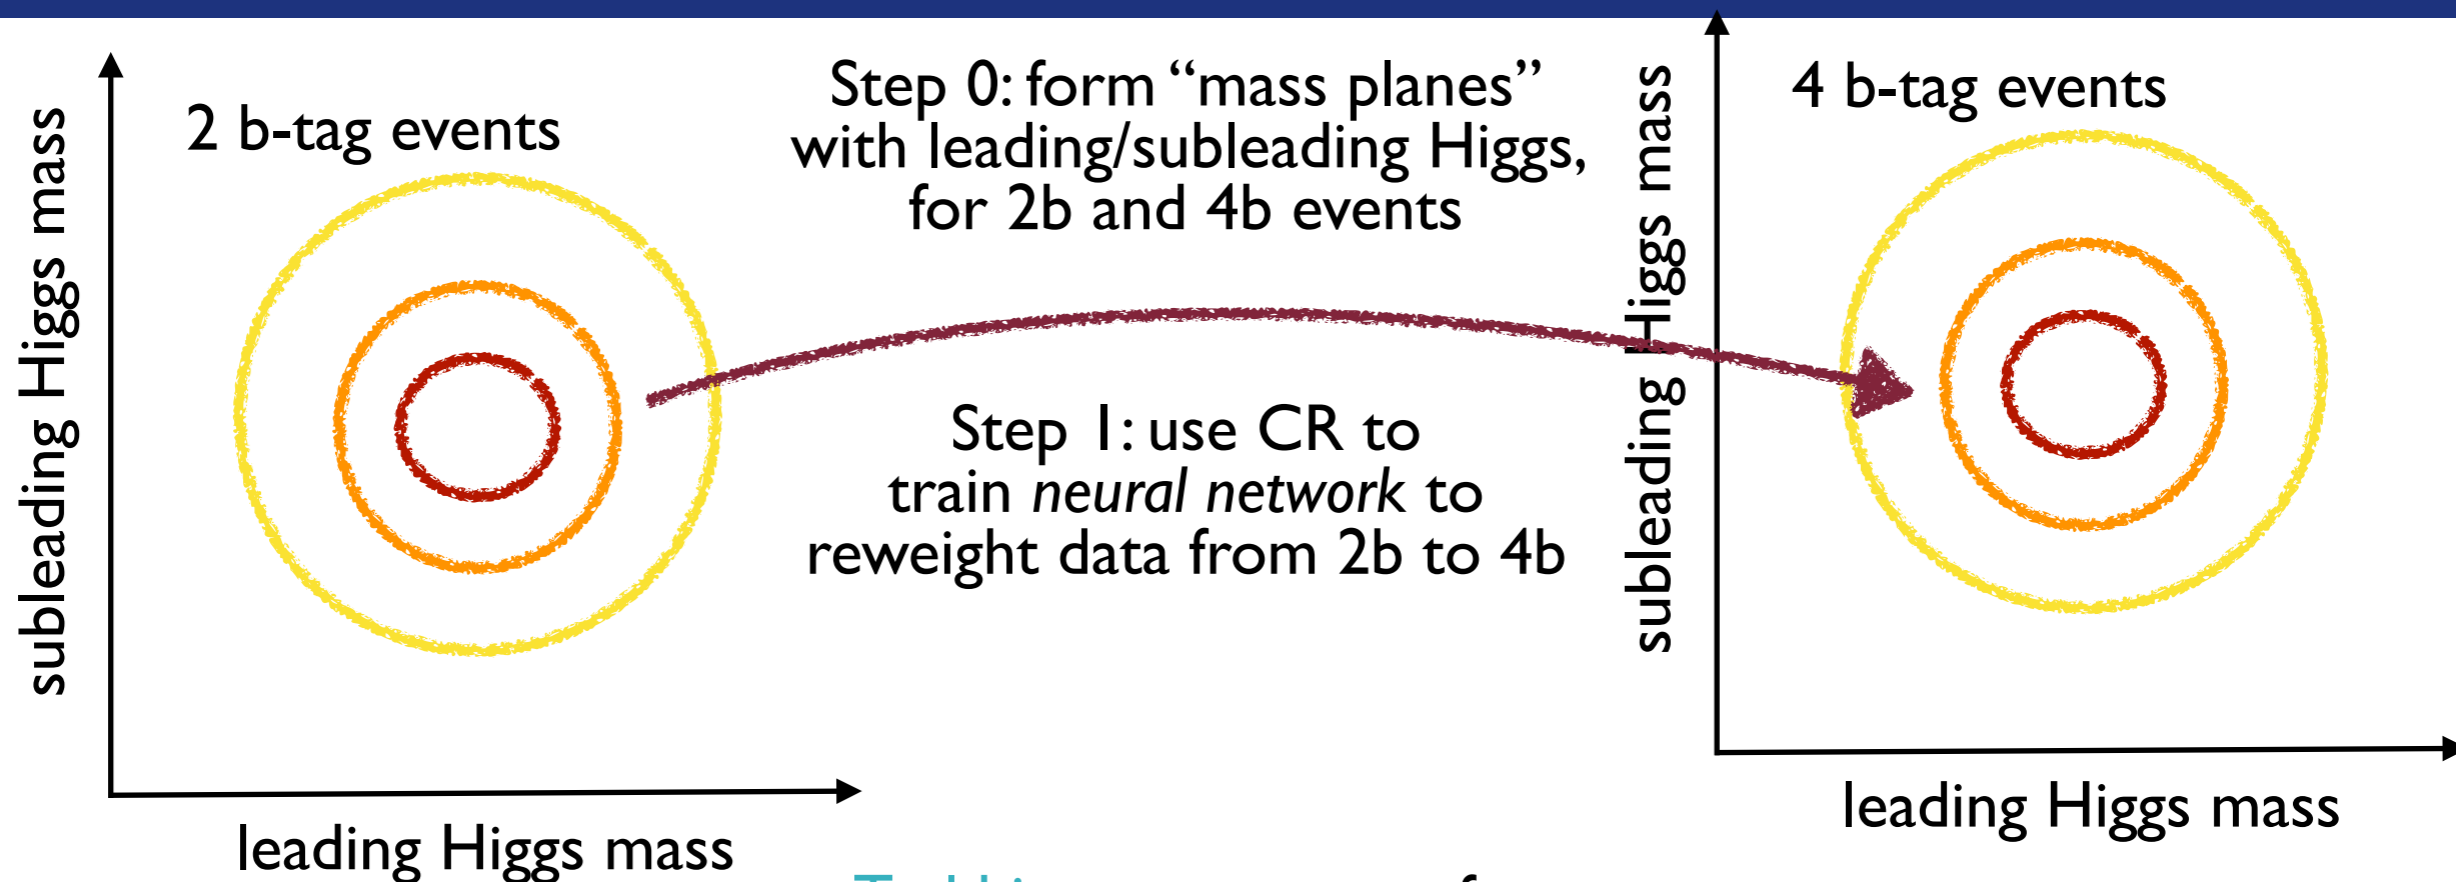 2 b-tag events
subleading Higgs mass
leading Higgs mass
Step 0: form “mass planes”
with leading/subleading Higgs,
for 2b and 4b events
Step 1: use CR to
train neural network to
reweight data from 2b to 4b
4 b-tag events
subleading Higgs mass
leading Higgs mass